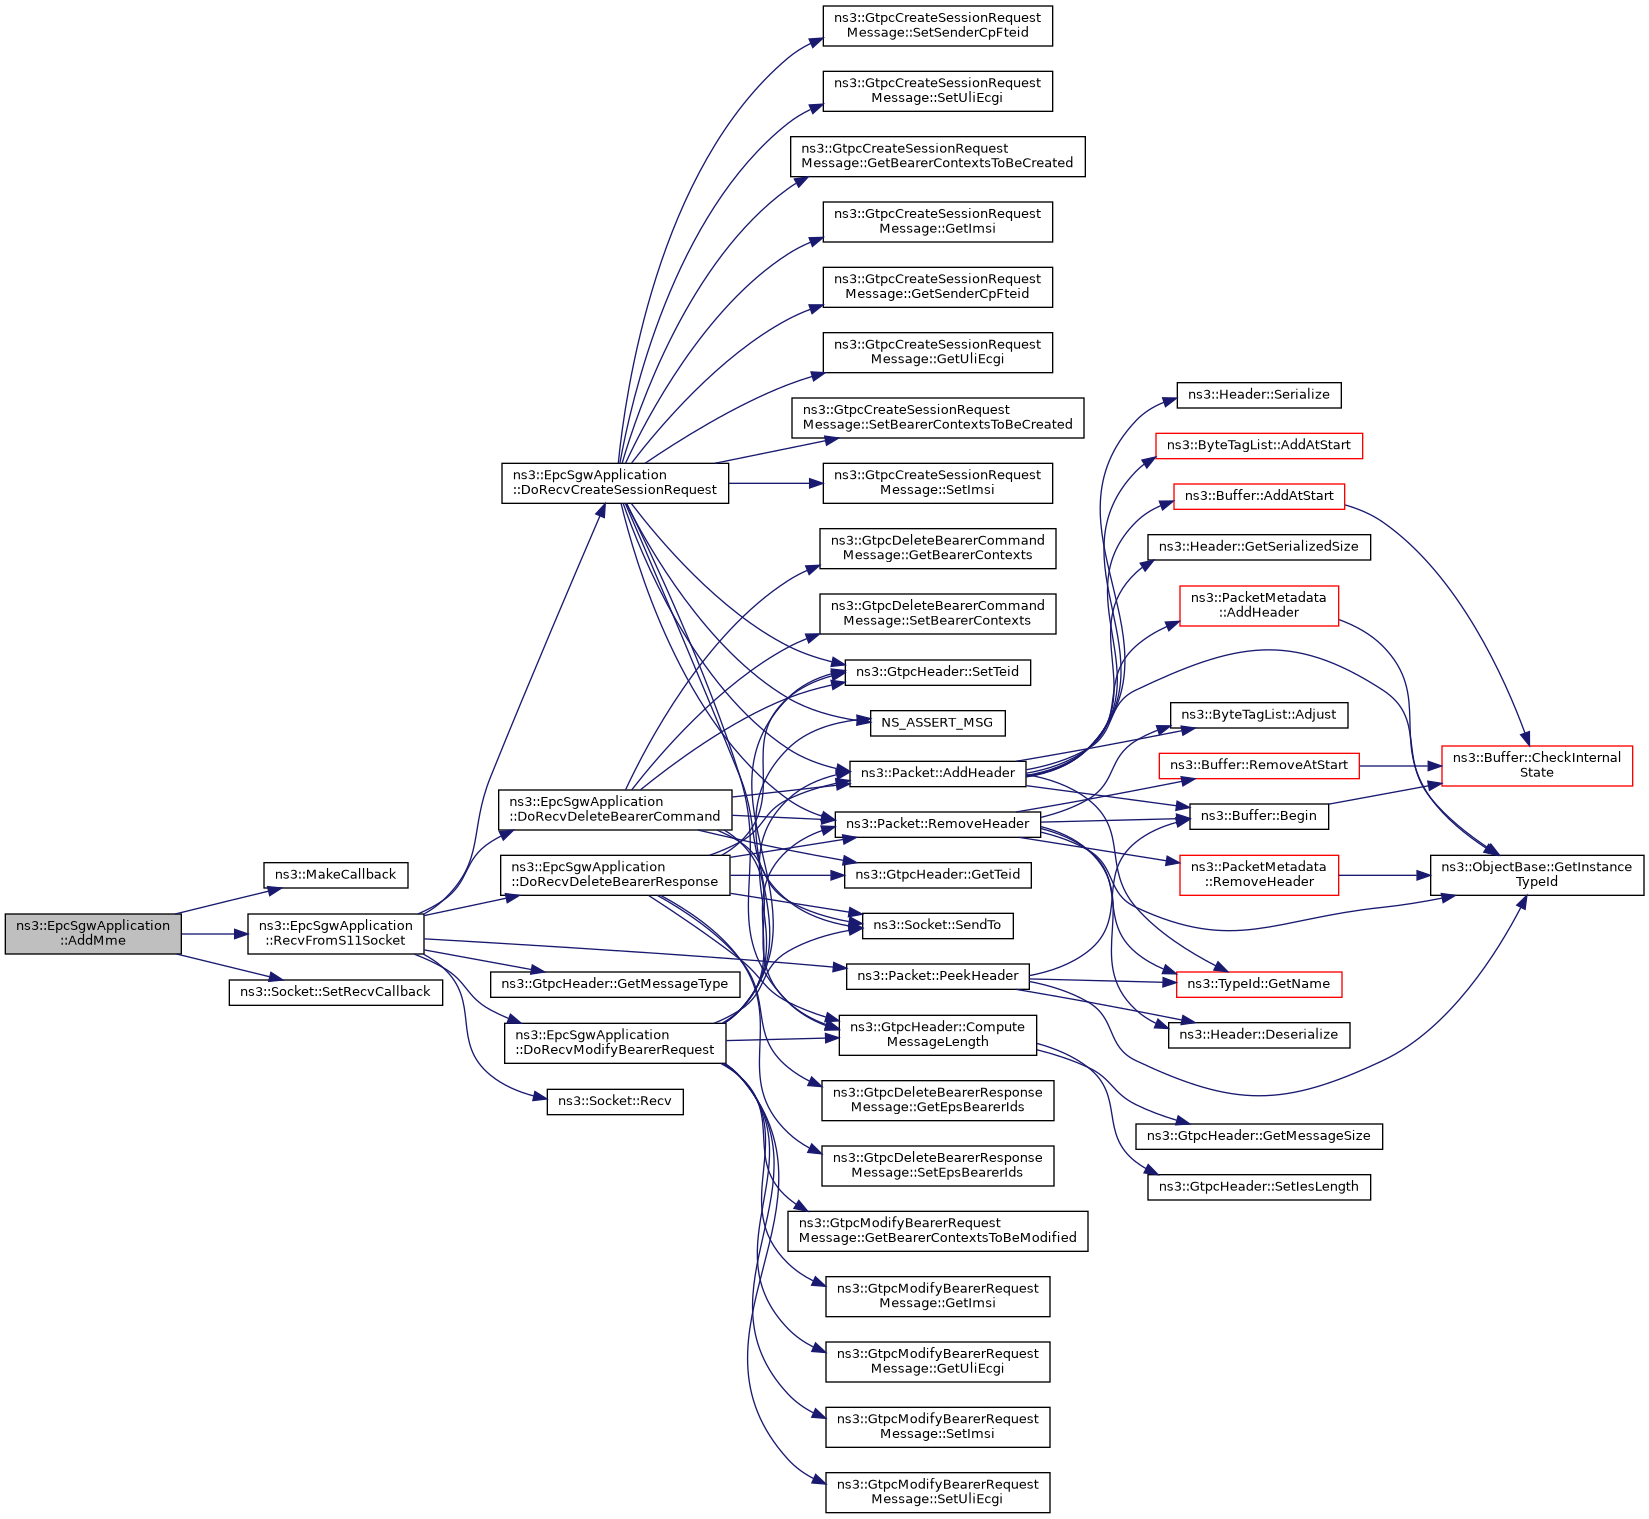 ns3::EpcSgwApplication
::AddMme
ns3::MakeCallback
ns3::EpcSgwApplication
::RecvFromS11Socket
ns3::Socket::SetRecvCallback
ns3::EpcSgwApplication
::DoRecvCreateSessionRequest
ns3::EpcSgwApplication
::DoRecvDeleteBearerCommand
ns3::EpcSgwApplication
::DoRecvDeleteBearerResponse
ns3::GtpcHeader::GetMessageType
ns3::EpcSgwApplication
::DoRecvModifyBearerRequest
ns3::Socket::Recv
ns3::GtpcCreateSessionRequest
Message::SetSenderCpFteid
ns3::GtpcCreateSessionRequest
Message::SetUliEcgi
ns3::GtpcCreateSessionRequest
Message::GetBearerContextsToBeCreated
ns3::GtpcCreateSessionRequest
Message::GetImsi
ns3::GtpcCreateSessionRequest
Message::GetSenderCpFteid
ns3::GtpcCreateSessionRequest
Message::GetUliEcgi
ns3::GtpcCreateSessionRequest
Message::SetBearerContextsToBeCreated
ns3::GtpcCreateSessionRequest
Message::SetImsi
ns3::GtpcDeleteBearerCommand
Message::GetBearerContexts
ns3::GtpcDeleteBearerCommand
Message::SetBearerContexts
ns3::GtpcHeader::SetTeid
NS_ASSERT_MSG
ns3::Packet::AddHeader
ns3::Packet::RemoveHeader
ns3::GtpcHeader::GetTeid
ns3::Socket::SendTo
ns3::Packet::PeekHeader
ns3::GtpcHeader::Compute
MessageLength
ns3::GtpcDeleteBearerResponse
Message::GetEpsBearerIds
ns3::GtpcDeleteBearerResponse
Message::SetEpsBearerIds
ns3::GtpcModifyBearerRequest
Message::GetBearerContextsToBeModified
ns3::GtpcModifyBearerRequest
Message::GetImsi
ns3::GtpcModifyBearerRequest
Message::GetUliEcgi
ns3::GtpcModifyBearerRequest
Message::SetImsi
ns3::GtpcModifyBearerRequest
Message::SetUliEcgi
ns3::Header::Serialize
ns3::ByteTagList::AddAtStart
ns3::Buffer::AddAtStart
ns3::Header::GetSerializedSize
ns3::PacketMetadata
::AddHeader
ns3::ByteTagList::Adjust
ns3::Buffer::RemoveAtStart
ns3::Buffer::Begin
ns3::PacketMetadata
::RemoveHeader
ns3::TypeId::GetName
ns3::Header::Deserialize
ns3::GtpcHeader::GetMessageSize
ns3::GtpcHeader::SetIesLength
ns3::Buffer::CheckInternal
State
ns3::ObjectBase::GetInstance
TypeId